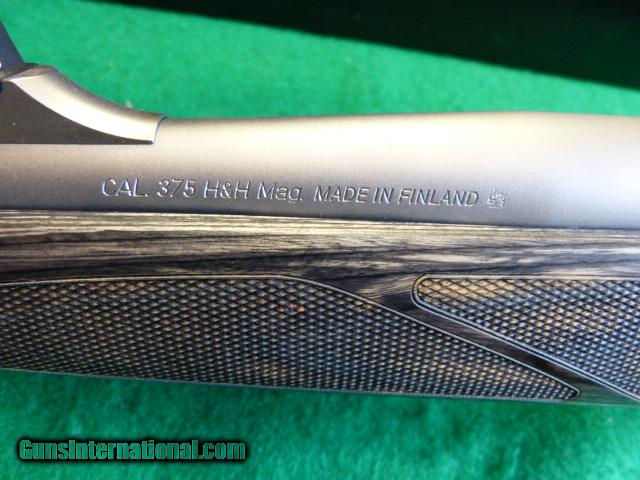 CAL. 375 H&H Mag. MADE IN FINLAND
GunsInternational.com